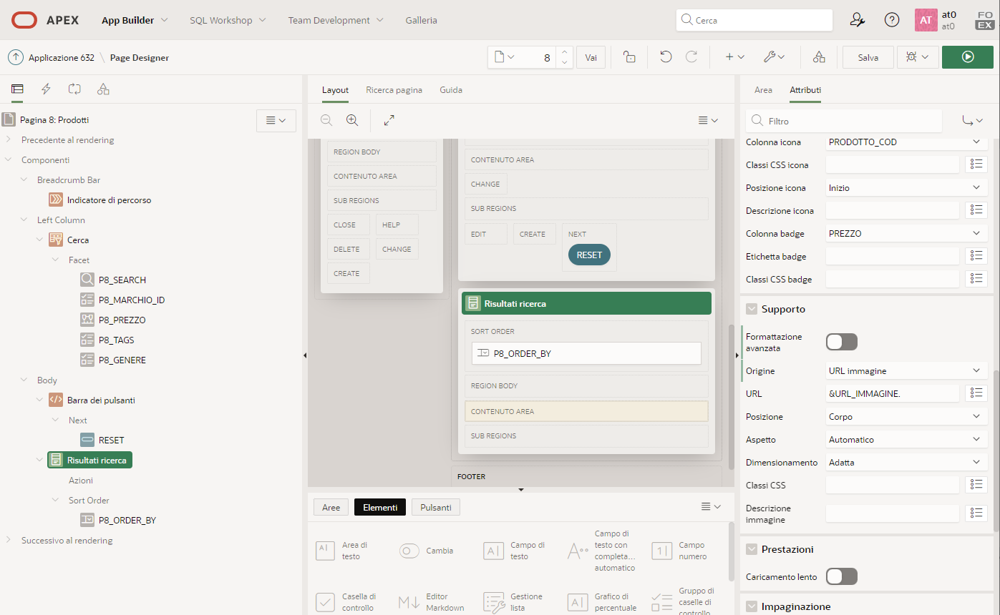 APEX
App Builder
SQL Workshop
Team Development
Galleria
Cerca
AT
at0
at0
FO
EX
Applicazione 632
\
Page Designer
8
Vai
Salva
Pagina 8: Prodotti
Precedente al rendering
Componenti
Breadcrumb Bar
Indicatore di percorso
Left Column
Cerca
Facet
P8_SEARCH
P8_MARCHIO_ID
P8_PREZZO
P8_TAGS
P8_GENERE
Body
Barra dei pulsanti
Next
RESET
Risultati ricerca
Azioni
Sort Order
P8_ORDER_BY
Successivo al rendering
Layout
Ricerca pagina
Guida
REGION BODY
CONTENUTO AREA
SUB REGIONS
CLOSE
HELP
DELETE
CHANGE
CREATE
CONTENUTO AREA
CHANGE
SUB REGIONS
EDIT
CREATE
NEXT
RESET
Risultati ricerca
SORT ORDER
P8_ORDER_BY
REGION BODY
CONTENUTO AREA
SUB REGIONS
FOOTER
Aree
Elementi
Pulsanti
Area di
testo
Cambia
Campo di
testo
Campo di
testo con
completa...
automatico
Campo
numero
Casella di
controllo
Editor
Markdown
Gestione
lista
Grafico di
percentuale
Gruppo di
caselle di
controllo
Area
Attributi
Filtro
Colonna icona
PRODOTTO_COD
Classi CSS icona
Posizione icona
Inizio
Descrizione icona
Colonna badge
PREZZO
Etichetta badge
Classi CSS badge
Supporto
Formattazione
avanzata
Origine
URL immagine
URL
&URL_IMMAGINE.
Posizione
Corpo
Aspetto
Automatico
Dimensionamento
Adatta
Classi CSS
Descrizione
immagine
Prestazioni
Caricamento lento
Impaginazione